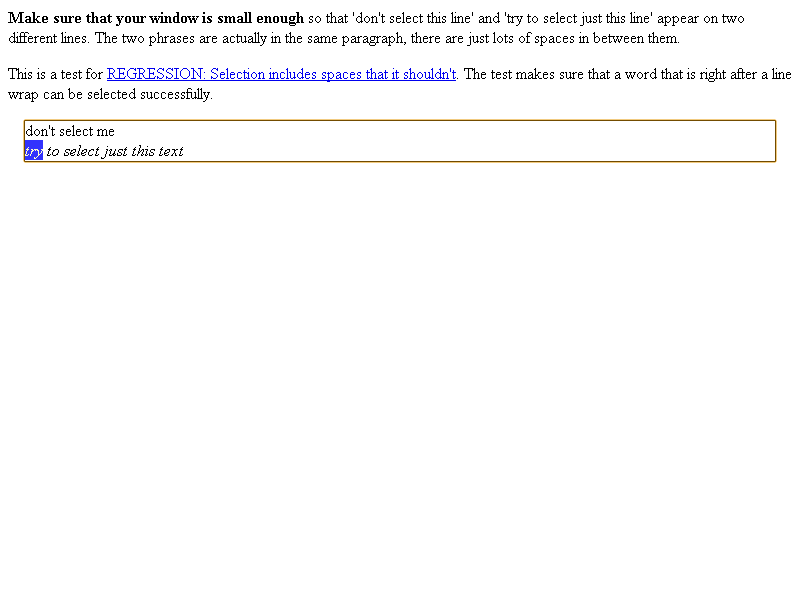 Make sure that your window is small enough so that 'don't select this line' and 'try to select just this line' appear on two
different lines. The two phrases are actually in the same paragraph, there are just lots of spaces in between them.
This is a test for REGRESSION: Selection includes spaces that it shouldn't. The test makes sure that a word that is right after a line
wrap can be selected successfully.
don't select me
try to select just this text